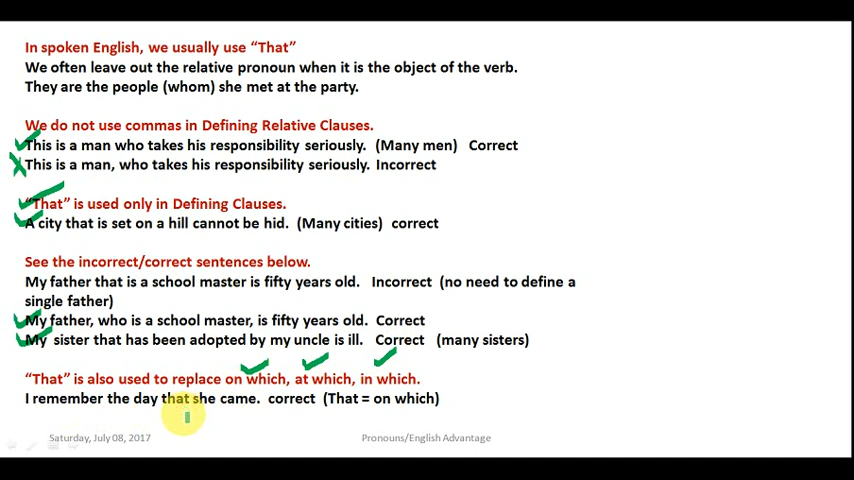 In spoken English, we usually use “That”
We often leave out the relative pronoun when it is the object of the verb.
They are the people (whom) she met at the party.
We do not use commas in Defining Relative Clauses.
This is a man who takes his responsibility seriously. (Many men) Correct
This is a man, who takes his responsibility seriously. Incorrect
“That” is used only in Defining Clauses.
A city that is set on a hill cannot be hid. (Many cities) correct
See the incorrect/correct sentences below.
My father that is a school master is fifty years old. Incorrect (no need to define a
single father)
My father, who is a school master, is fifty years old. Correct
My sister that has been adopted by my uncle is ill. Correct (many sisters)
“That” is also used to replace on which, at which, in which.
I remember the day that she came. correct (That = on which)
Saturday, July 08, 2017 Pronouns/English Advantage